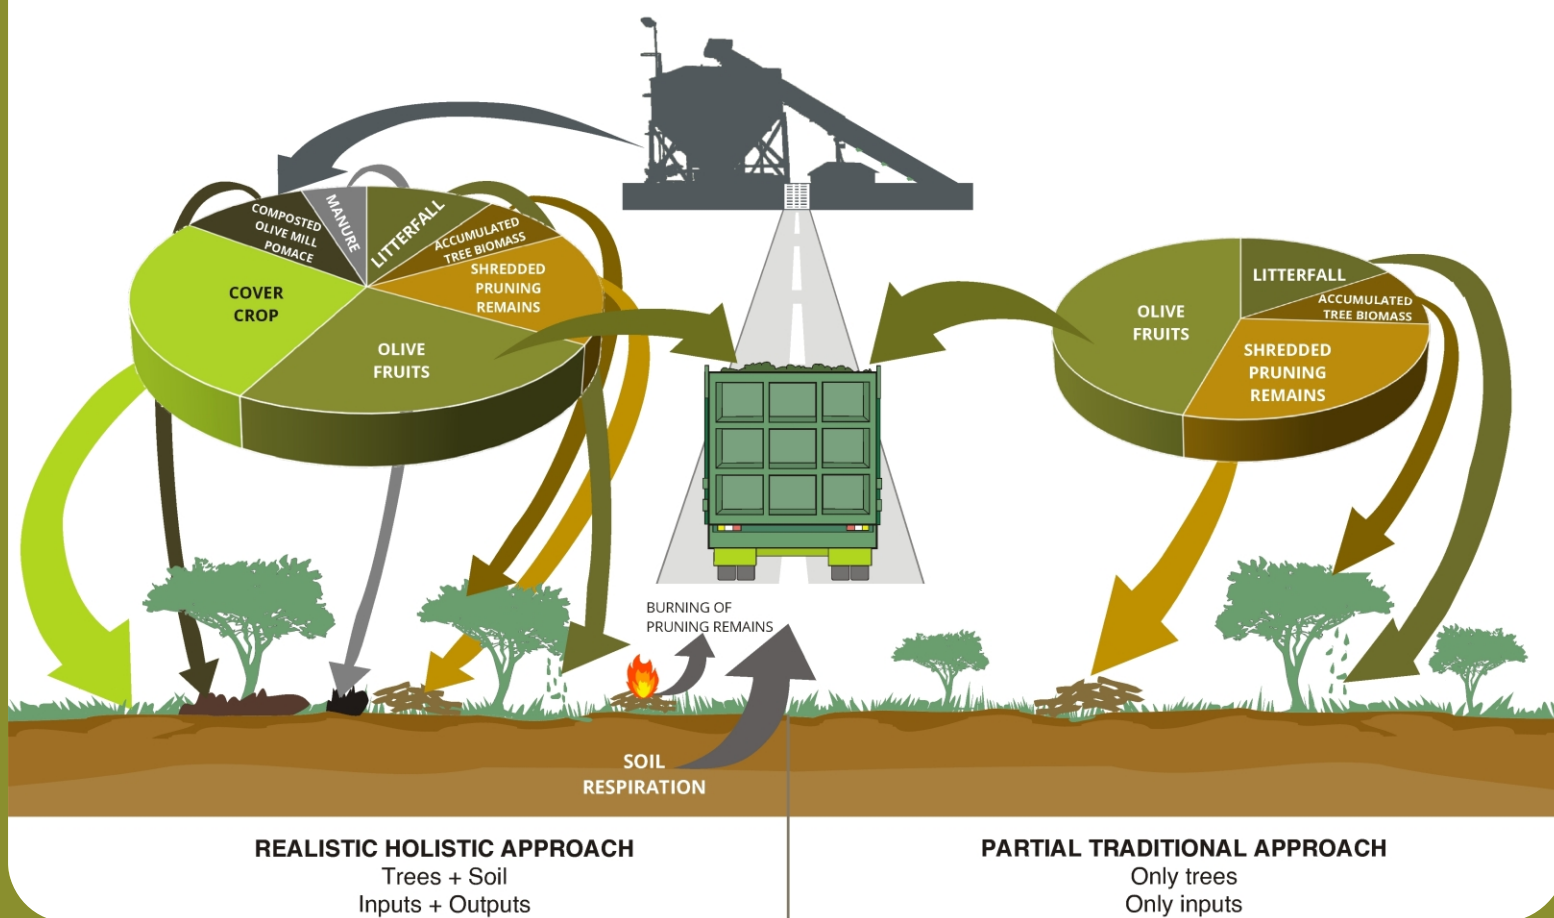 COMPOSTED
OLIVE MILL
POMACE
MANURE
LITTERFALL
ACCUMULATED
TREE BIOMASS
SHREDDED
PRUNING
REMAINS
COVER
CROP
OLIVE
FRUITS
OLIVE
FRUITS
LITTERFALL
ACCUMULATED
TREE BIOMASS
SHREDDED
PRUNING
REMAINS
BURNING OF
PRUNING REMAINS
SOIL
RESPIRATION
REALISTIC HOLISTIC APPROACH
Trees + Soil
Inputs + Outputs
PARTIAL TRADITIONAL APPROACH
Only trees
Only inputs